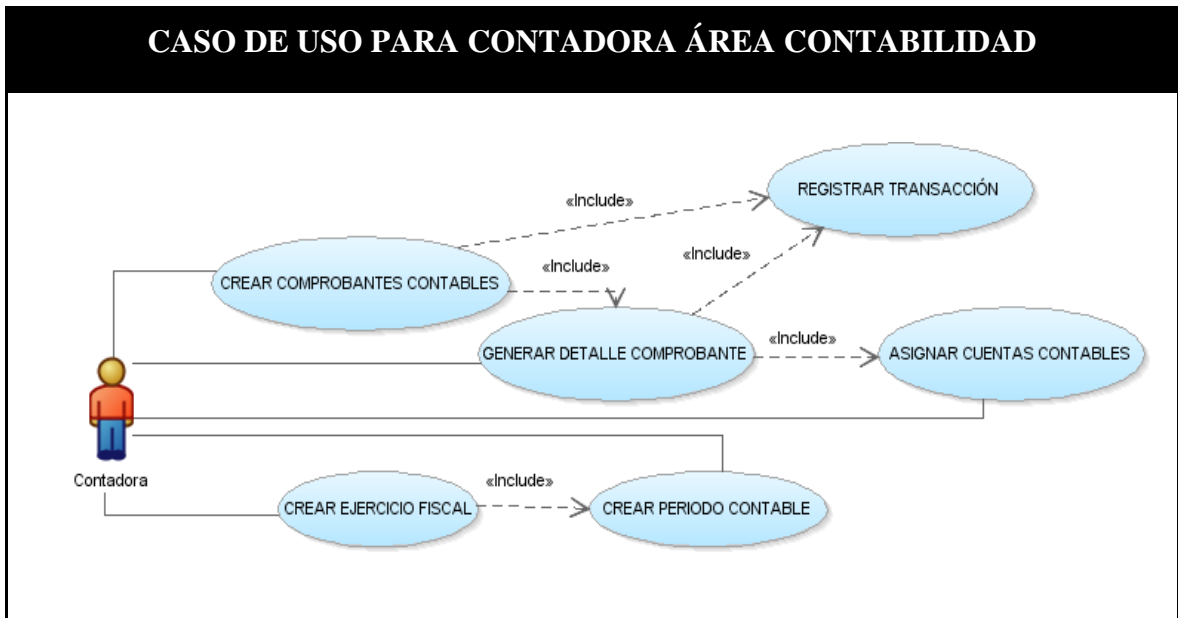 CASO DE USO PARA CONTADORA ÁREA CONTABILIDAD
REGISTRAR TRANSACCIÓN
«Include»
«Include»
«Include»
CREAR COMPROBANTES CONTABLES
«Include»
GENERAR DETALLE COMPROBANTE
ASIGNAR CUENTAS CONTABLES
Contadora
«Include»
CREAR EJERCICIO FISCAL
CREAR PERIODO CONTABLE